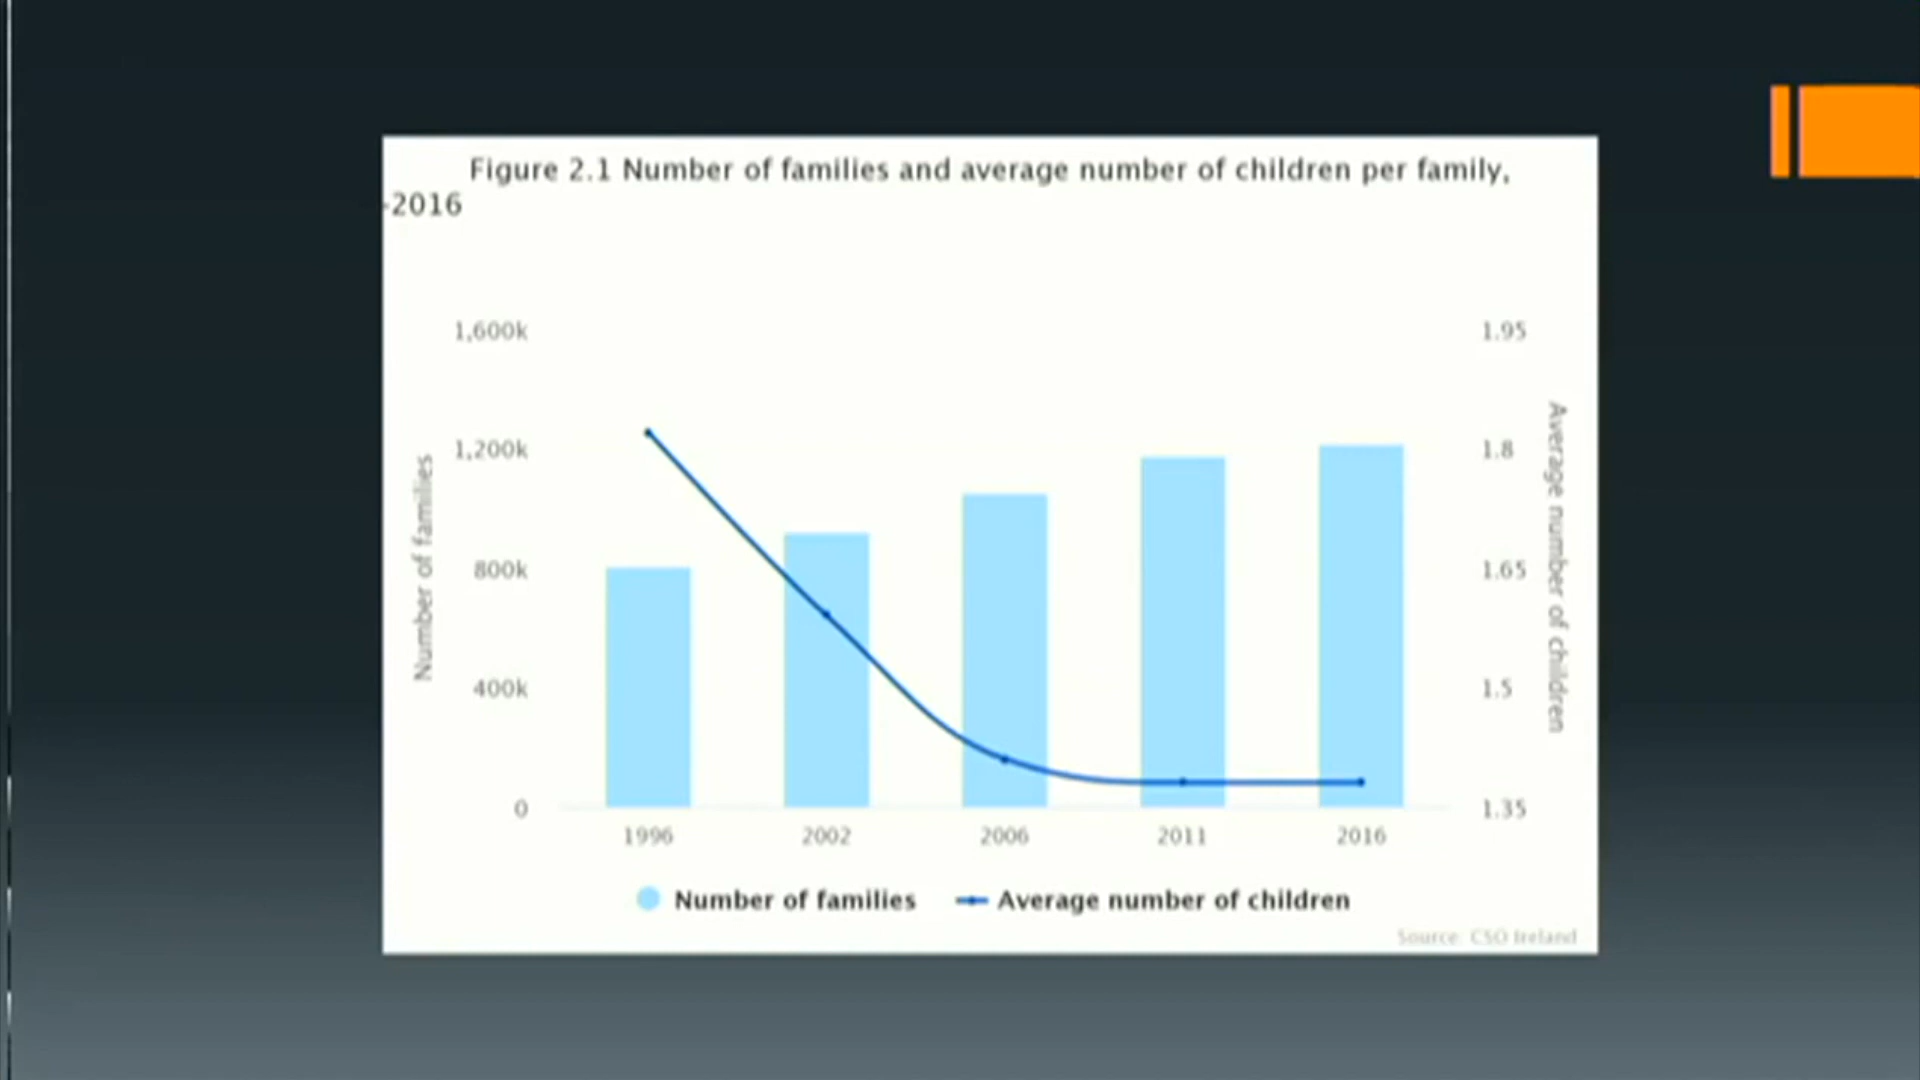 Figure 2.1 Number of families and average number of children per family,
-2016
1,600k
1,200k
800k
400k
0
Number of families
1.95
1.8
1.65
1.5
1.35
Average number of children
1996 2002 2006 2011 2016
Number of families Average number of children
Source: CSO Ireland